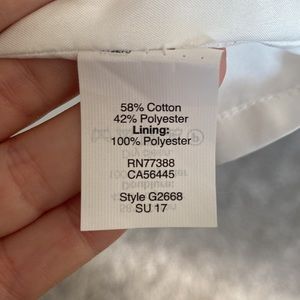 58% Cotton
42% Polyester
Lining:
100% Polyester
RN77388
CA56445
Style G2668
SU 17